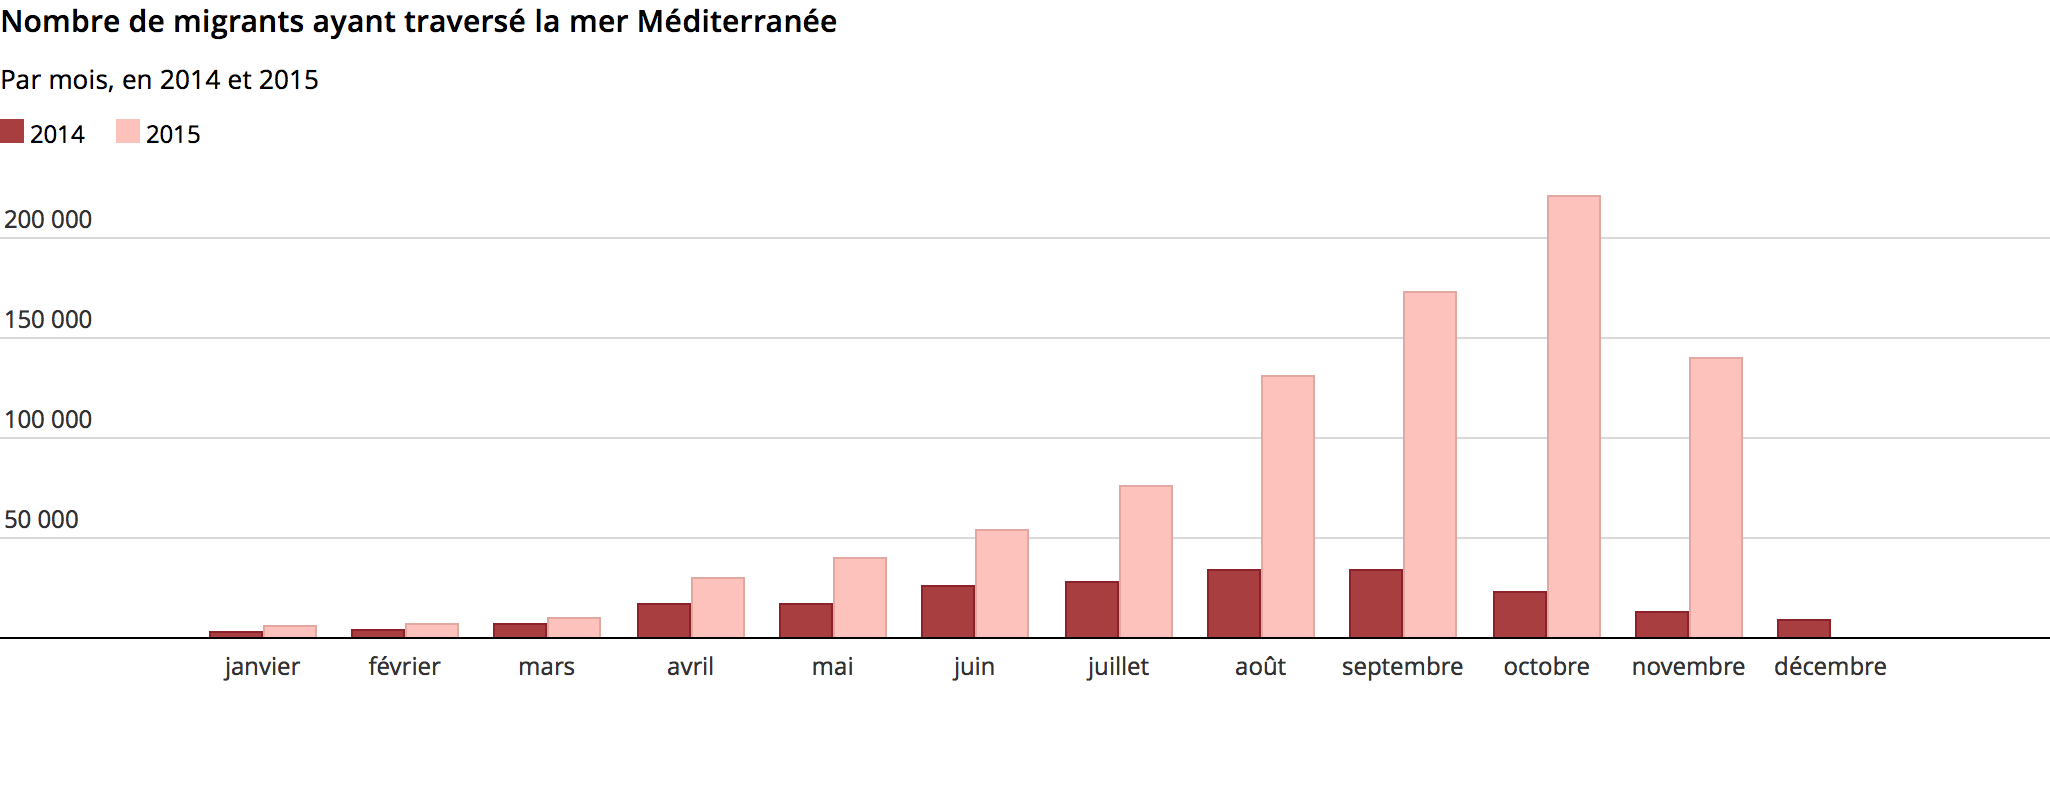 Nombre de migrants ayant traversé la mer Méditerranée
Par mois, en 2014 et 2015
2014 2015
200 000
150 000
100 000
50 000
janvier février mars avril mai juin juillet août septembre octobre novembre décembre